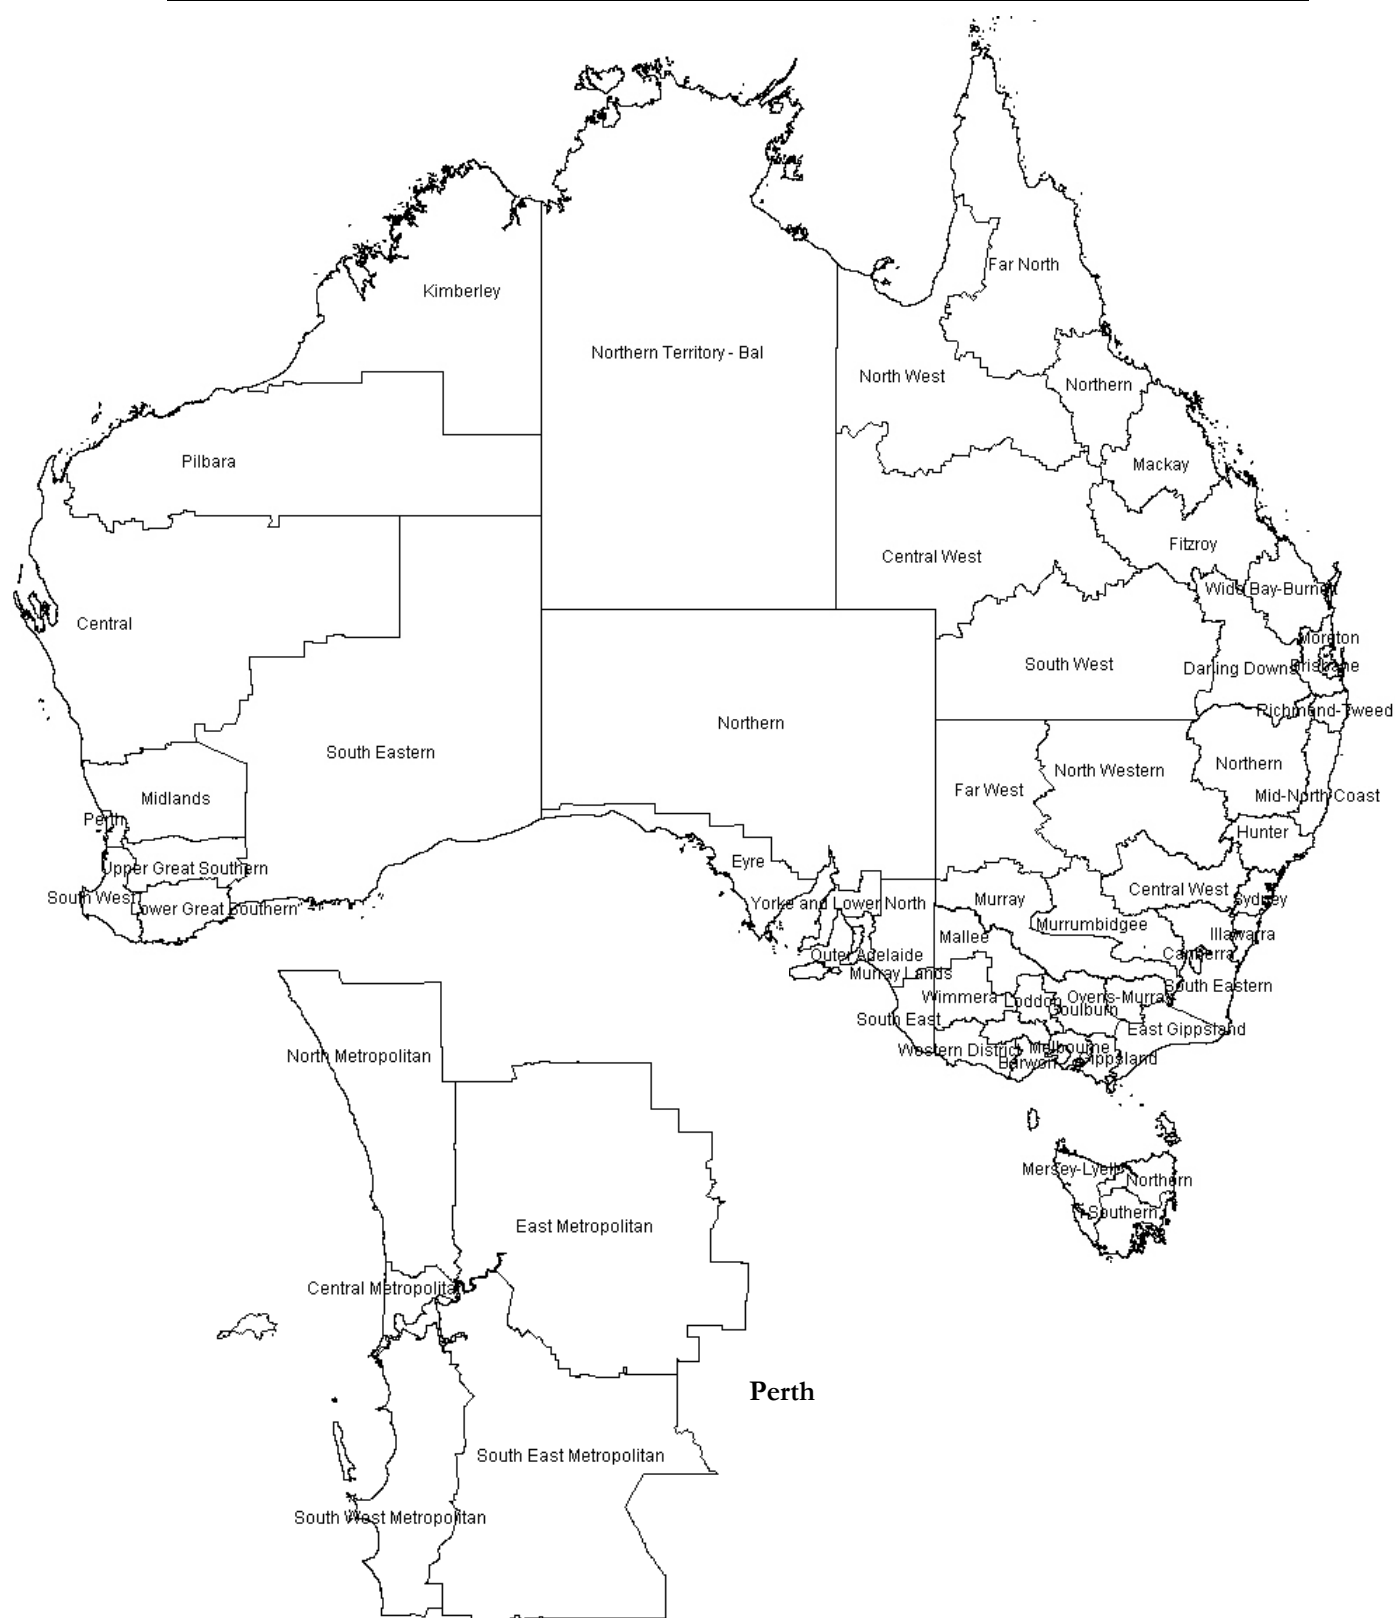 Far North
Kimberley
Northern Territory - Bal
North West
Northern
Pilbara
Mackay
Fitzroy
Central West
Wide Bay-Burnett
Central
Moreton
South West
Darling Downs
Brisbane
Richmond-Tweed
Northern
South Eastern
Northern
North Western
Far West
Midlands
Mid-North Coast
Perth
Hunter
Eyre
Upper Great Southern
Central West
South West
Murray
Sydney
Yorke and Lower North
Lower Great Southern
Murrumbidgee
Illawarra
Mallee
Outer Adelaide
Canberra
Murray Lands
South Eastern
Wimmera
Loddon
Ovens-Murray
Goulburn
South East
East Gippsland
Western District
Melbourne
Barwon
Gippsland
North Metropolitan
Mersey-Lyell
Northern
Southern
East Metropolitan
Central Metropolitan
Perth
South East Metropolitan
South West Metropolitan